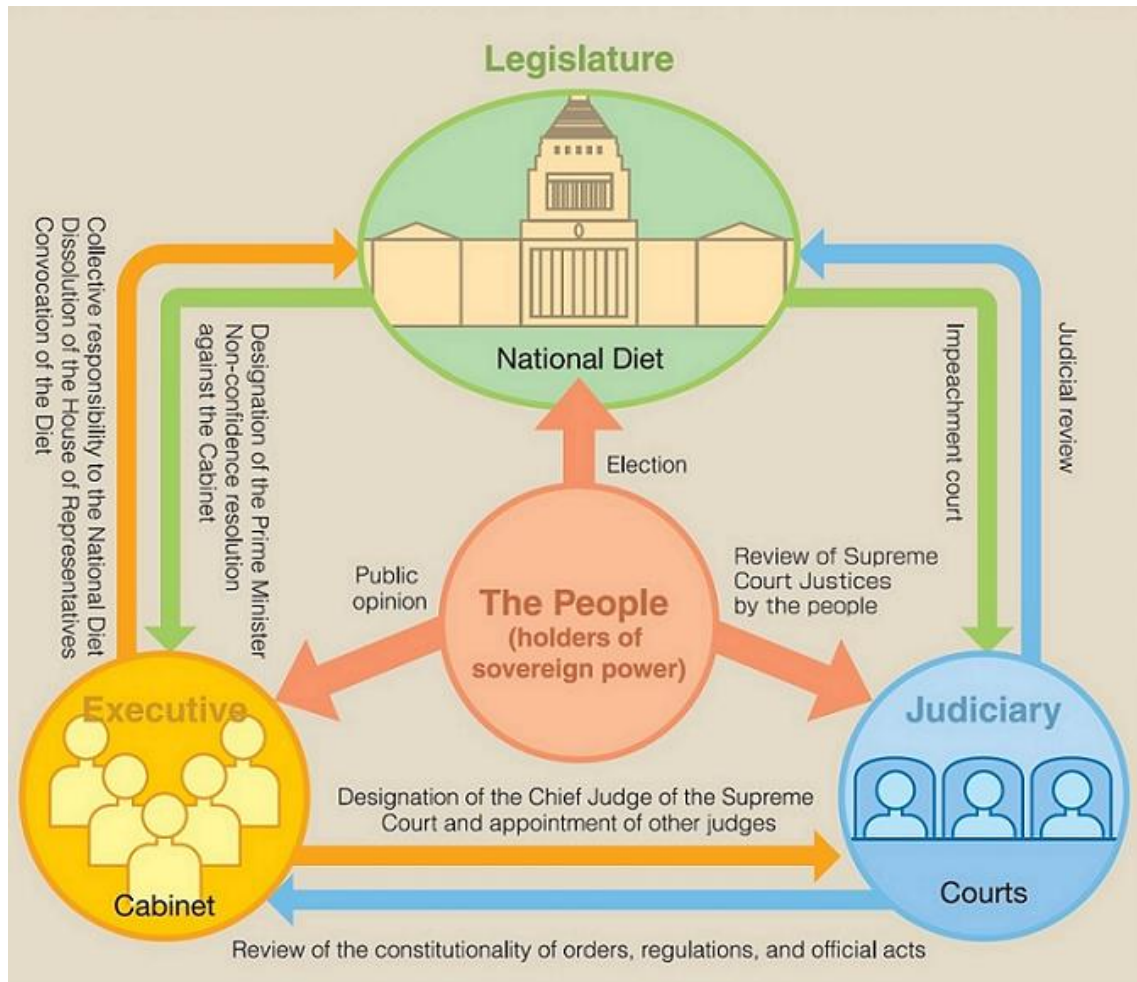 Legislature
National Diet
Collective responsibility to the National Diet
Dissolution of the House of Representatives
Convocation of the Diet
Designation of the Prime Minister
Non-confidence resolution
against the Cabinet
Impeachment court
Judicial review
Election
Public
opinion
The People
(holders of
sovereign power)
Review of Supreme
Court Justices
by the people
Executive
Cabinet
Judiciary
Courts
Designation of the Chief Judge of the Supreme
Court and appointment of other judges
Review of the constitutionality of orders, regulations, and official acts